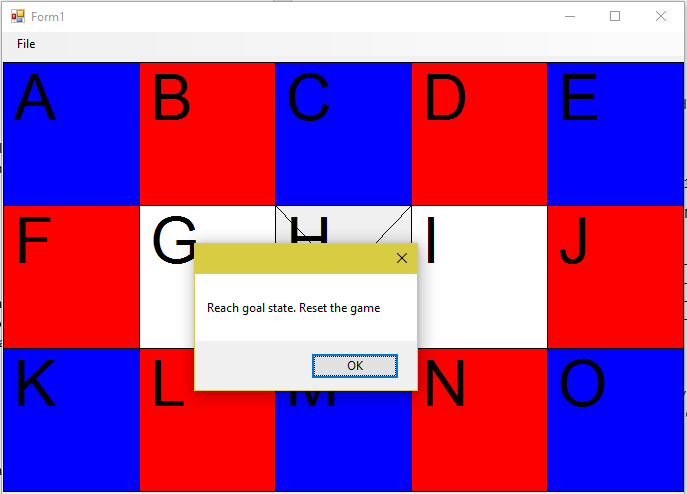 Form1
File
A B C D E
F G H I J
Reach goal state. Reset the game
OK
K L M N O